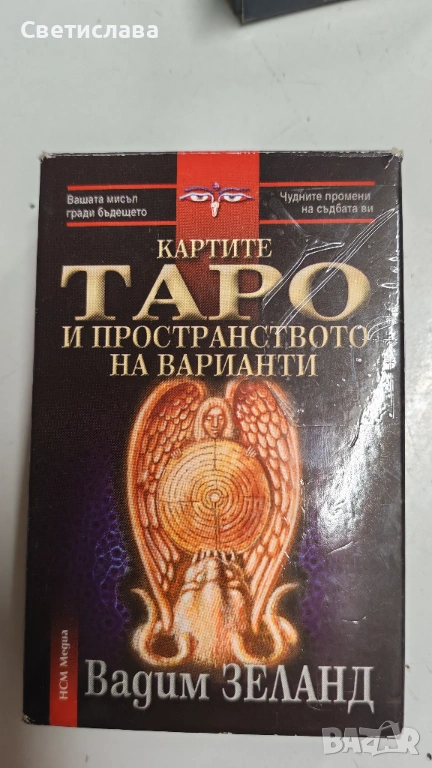 Светислава
Вашата мисъл
гради бъдещето
Чудните промени
на съдбата ви
КАРТИТЕ
ТАРО
И ПРОСТРАНСТВОТО
НА ВАРИАНТИ
НСМ Медиа
Вадим ЗЕЛАНД
BAZAR